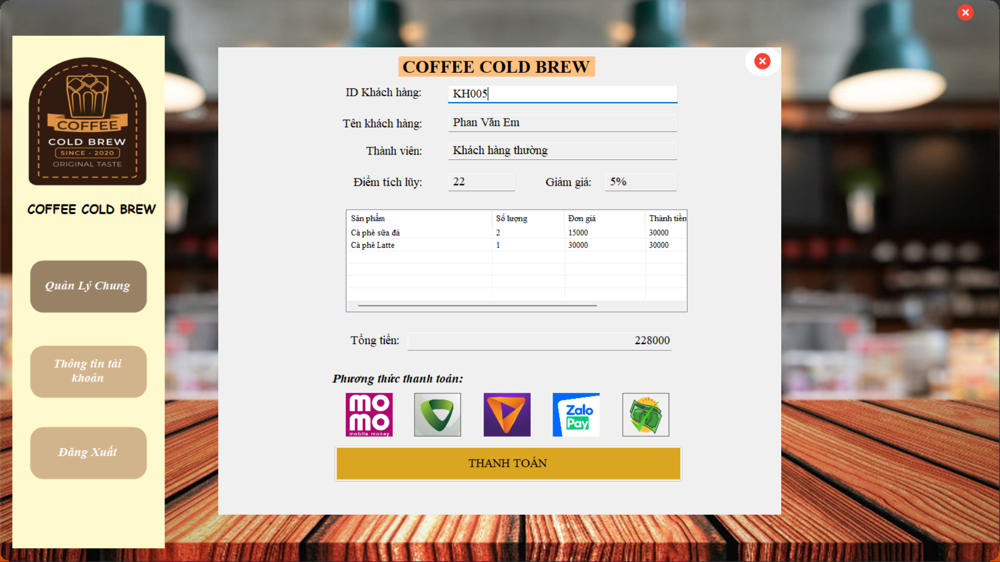 COFFEE
COLD BREW
SINCE - 2020
ORIGINAL TASTE
COFFEE COLD BREW
Quản Lý Chung
Thông tin tài
khoản
Đăng Xuất
COFFEE COLD BREW
ID Khách hàng: KH005
Tên khách hàng: Phan Văn Em
Thành viên: Khách hàng thường
Điểm tích lũy: 22 Giảm giá: 5%
Sản phẩm Số lượng Đơn giá Thành tiền
Cà phê sữa đá 2 15000 30000
Cà phê Latte 1 30000 30000
Tổng tiền: 228000
Phương thức thanh toán:
mo
mo
mobile money
Zalo
Pay
THANH TOÁN